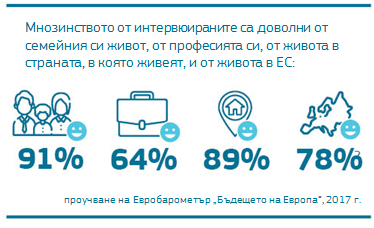 Мнозинството от интервюираните са доволни от
семейния си живот, от професията си, от живота в
страната, в която живеят, и от живота в ЕС:
91% 64% 89% 78%
проучване на Евробарометър „Бъдещето на Европа“, 2017 г.